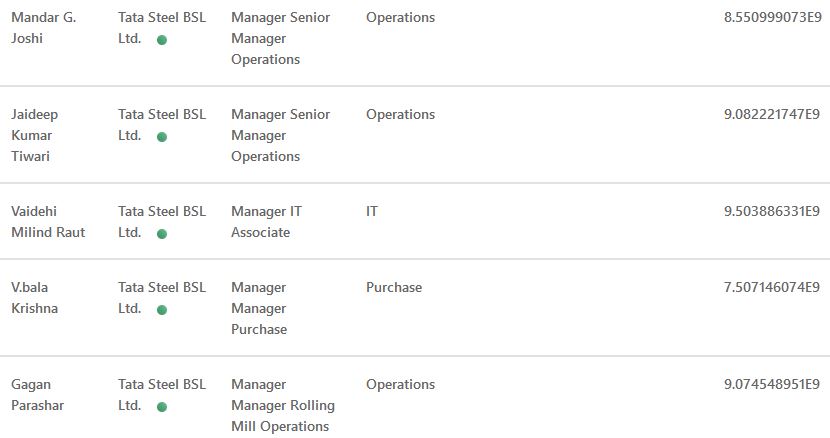 Mandar G. Tata Steel BSL Manager Senior Operations 8.550999073E9
Joshi Ltd. Manager
Operations
Jaideep Tata Steel BSL Manager Senior Operations 9.082221747E9
Kumar Ltd. Manager
Tiwari Operations
Vaidehi Tata Steel BSL Manager IT IT 9.503886331E9
Milind Raut Ltd. Associate
V.bala Tata Steel BSL Manager Purchase 7.507146074E9
Krishna Ltd. Manager
Purchase
Gagan Tata Steel BSL Manager Operations 9.074548951E9
Parashar Ltd. Manager Rolling
Mill Operations